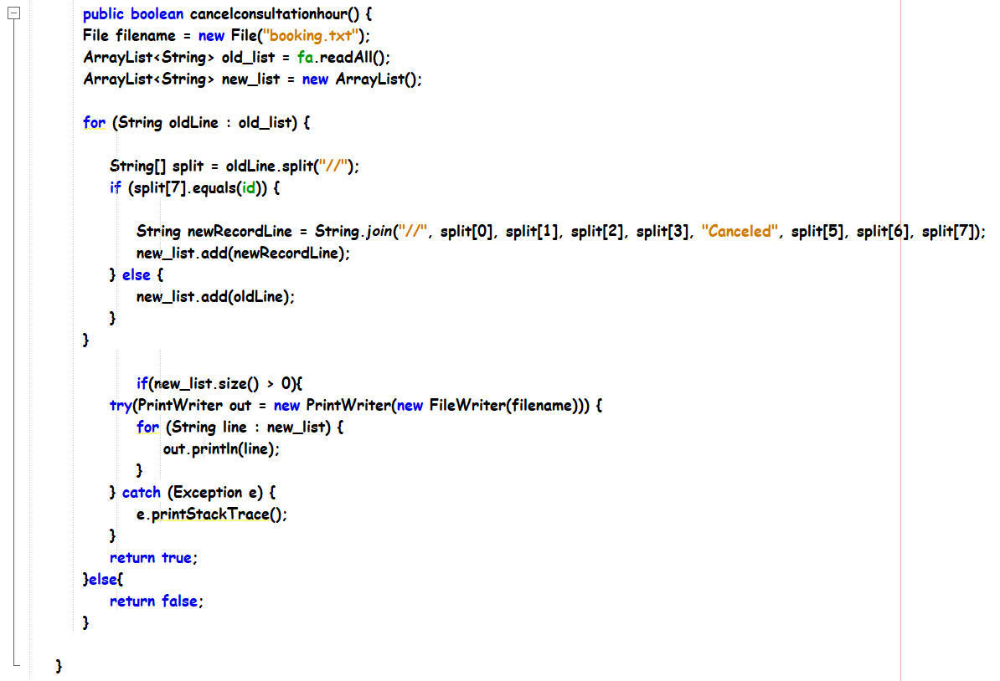 public boolean cancelconsultationhour() {
File filename = new File("booking.txt");
ArrayList<String> old_list = fa.readAll();
ArrayList<String> new_list = new ArrayList();
for (String oldLine : old_list) {
String[] split = oldLine.split("//");
if (split[7].equals(id)) {
String newRecordLine = String.join("//", split[0], split[1], split[2], split[3], "Canceled", split[5], split[6], split[7]);
new_list.add(newRecordLine);
} else {
new_list.add(oldLine);
}
}
if(new_list.size() > 0){
try(PrintWriter out = new PrintWriter(new FileWriter(filename))) {
for (String line : new_list) {
out.println(line);
}
} catch (Exception e) {
e.printStackTrace();
}
return true;
}else{
return false;
}
}